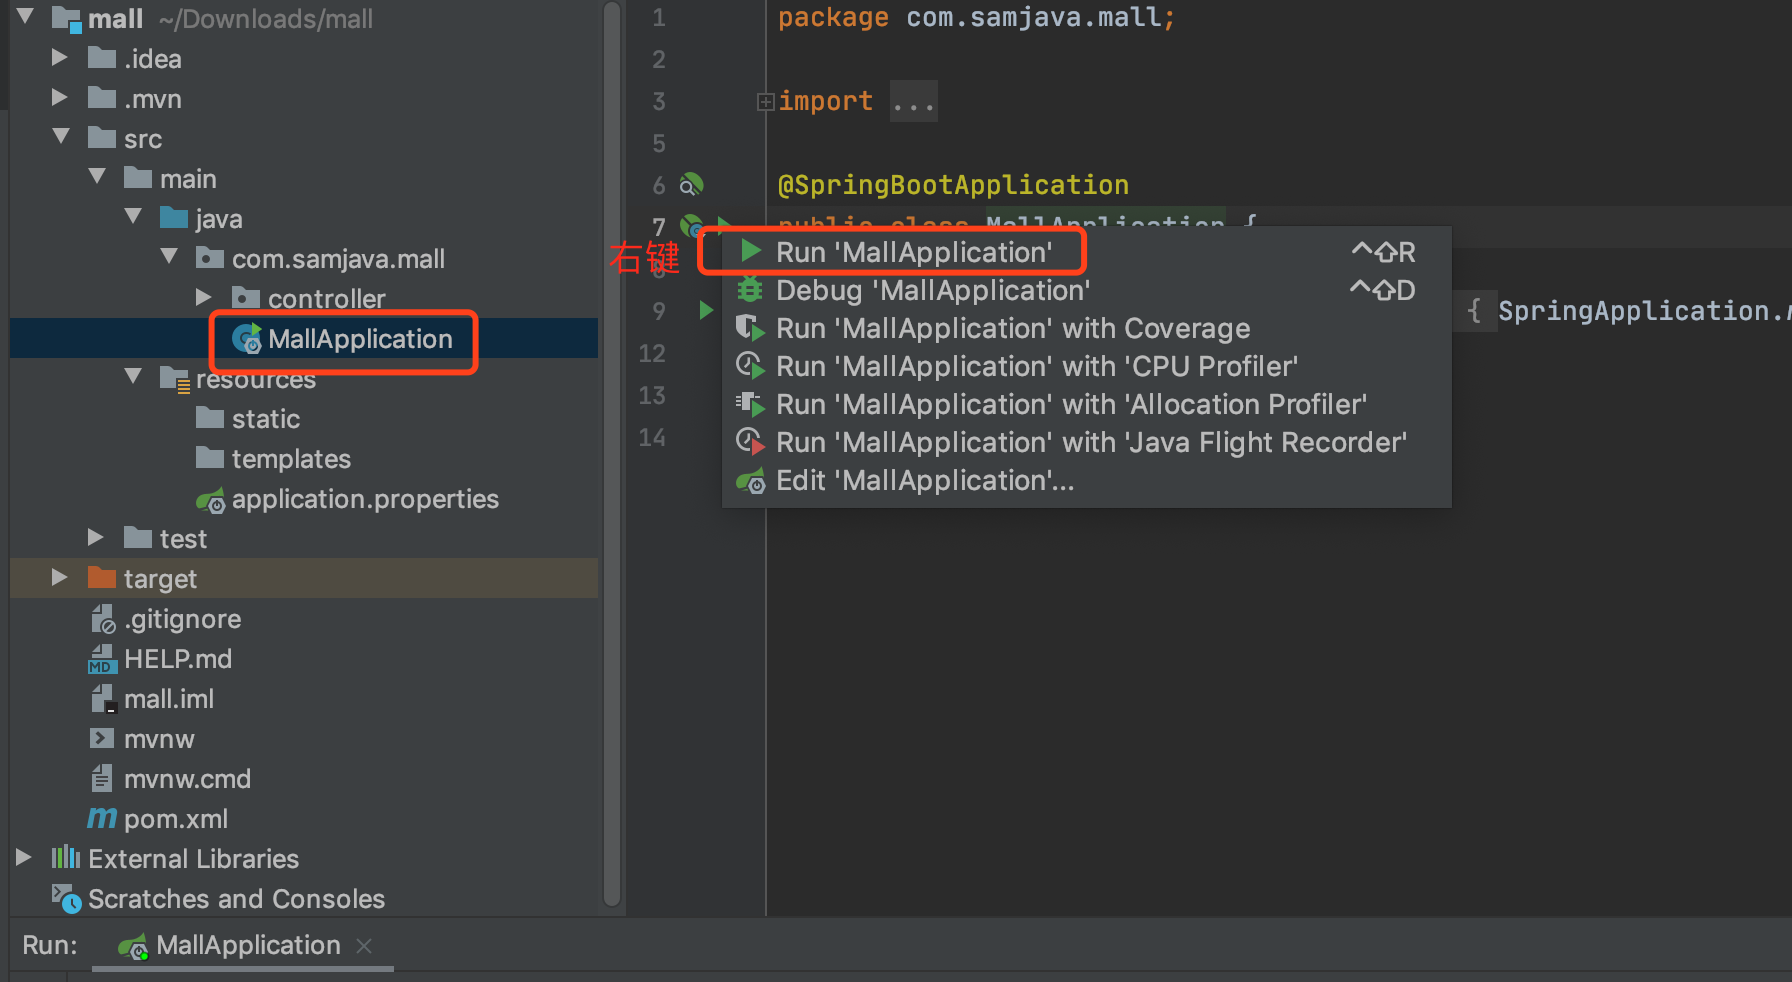 mall ~/Downloads/mall
.idea
.mvn
src
main
java
com.samjava.mall
controller
MallApplication
resources
static
templates
application.properties
test
target
.gitignore
HELP.md
mall.iml
mvnw
mvnw.cmd
pom.xml
External Libraries
Scratches and Consoles
1 package com.samjava.mall;
2
3 import ...
5
6 @SpringBootApplication
7 public class MallApplication {
8
9 { SpringApplication.
12
13
14
右键
Run 'MallApplication' ^⇧R
Debug 'MallApplication' ^⇧D
Run 'MallApplication' with Coverage
Run 'MallApplication' with 'CPU Profiler'
Run 'MallApplication' with 'Allocation Profiler'
Run 'MallApplication' with 'Java Flight Recorder'
Edit 'MallApplication'...
Run: MallApplication